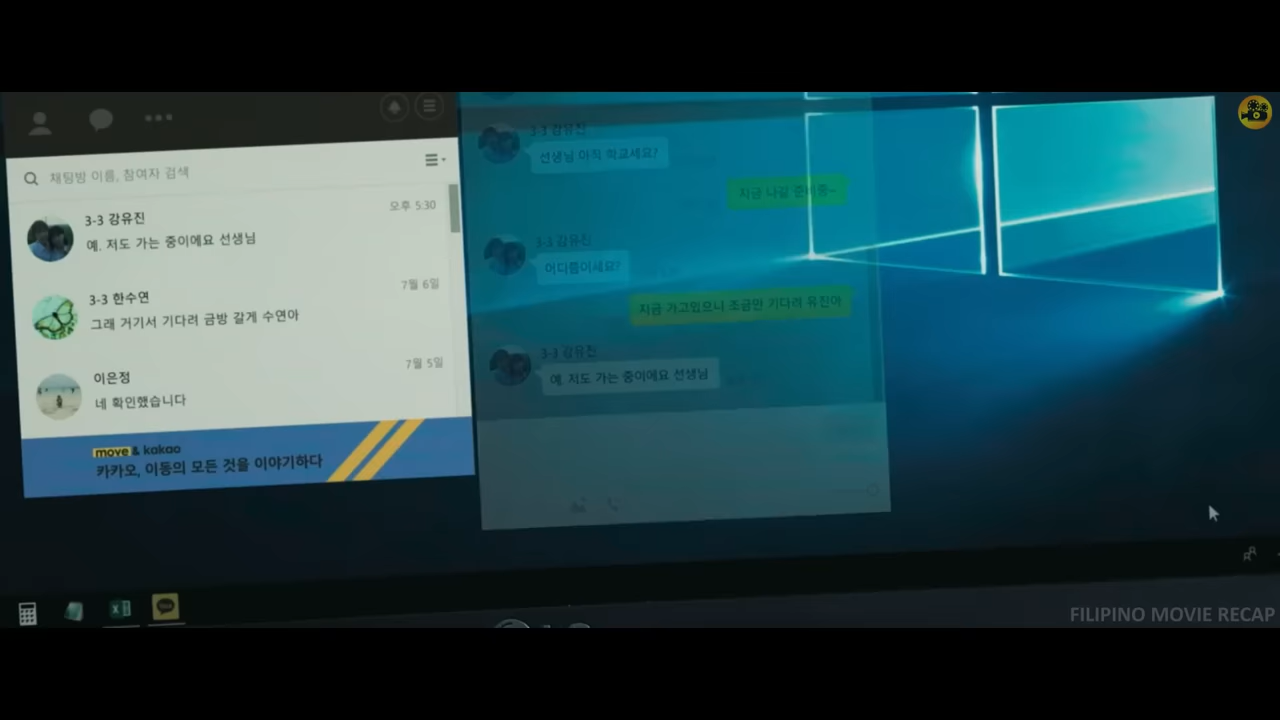 채팅방 이름, 참여자 검색
3-3 강유진
오후 5:30
예. 저도 가는 중이에요 선생님
3-3 한수연
7월 6일
그래 거기서 기다려 금방 갈게 수연아
이은정
7월 5일
네 확인했습니다
move & kakao
카카오, 이동의 모든 것을 이야기하다
3-3 강유진
선생님 아직 학교세요?
지금 나갈 준비중~
3-3 강유진
어디쯤이세요?
지금 가고있으니 조금만 기다려 유진아
3-3 강유진
예. 저도 가는 중이에요 선생님
FILIPINO MOVIE RECAP